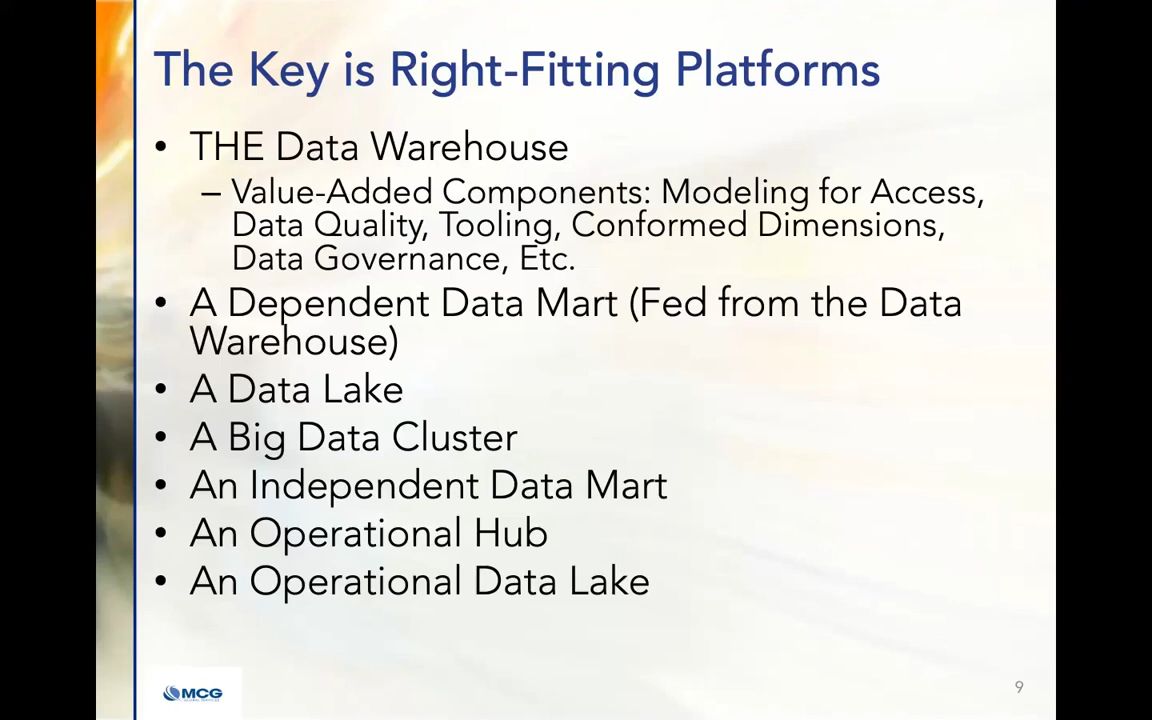 The Key is Right-Fitting Platforms
• THE Data Warehouse
– Value-Added Components: Modeling for Access,
Data Quality, Tooling, Conformed Dimensions,
Data Governance, Etc.
• A Dependent Data Mart (Fed from the Data
Warehouse)
• A Data Lake
• A Big Data Cluster
• An Independent Data Mart
• An Operational Hub
• An Operational Data Lake
MCG
9